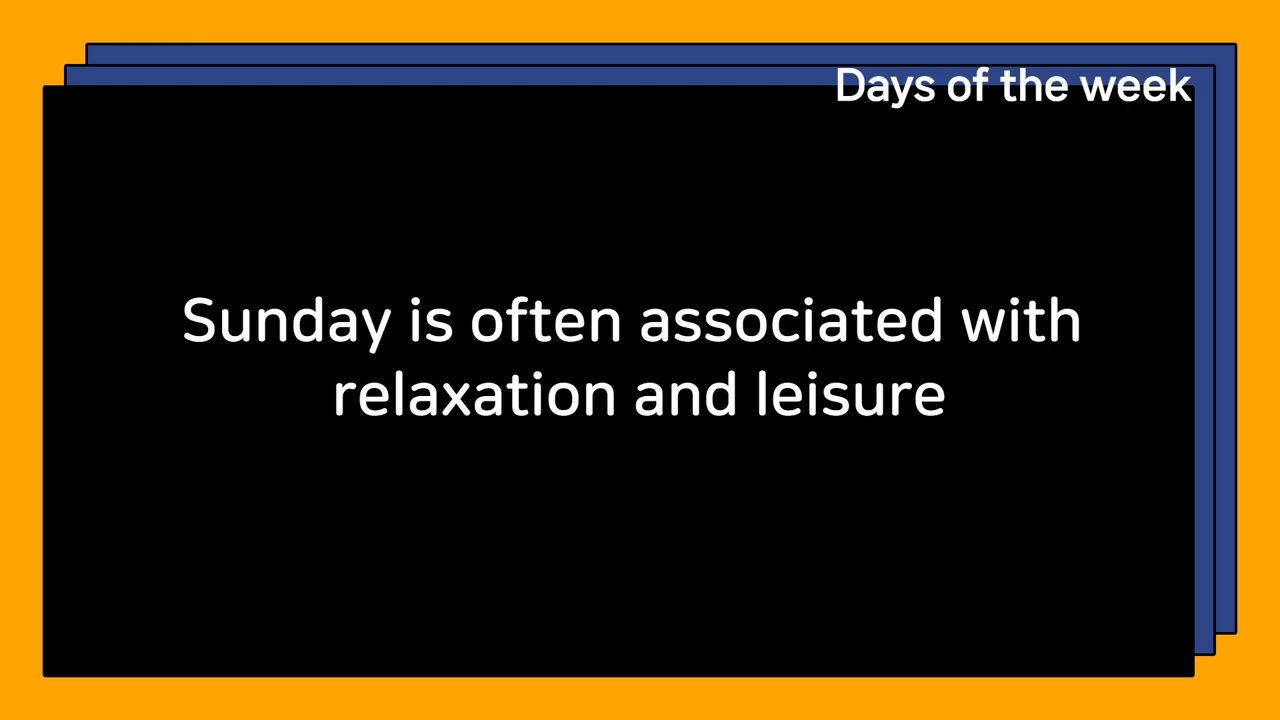 Days of the week
Sunday is often associated with
relaxation and leisure